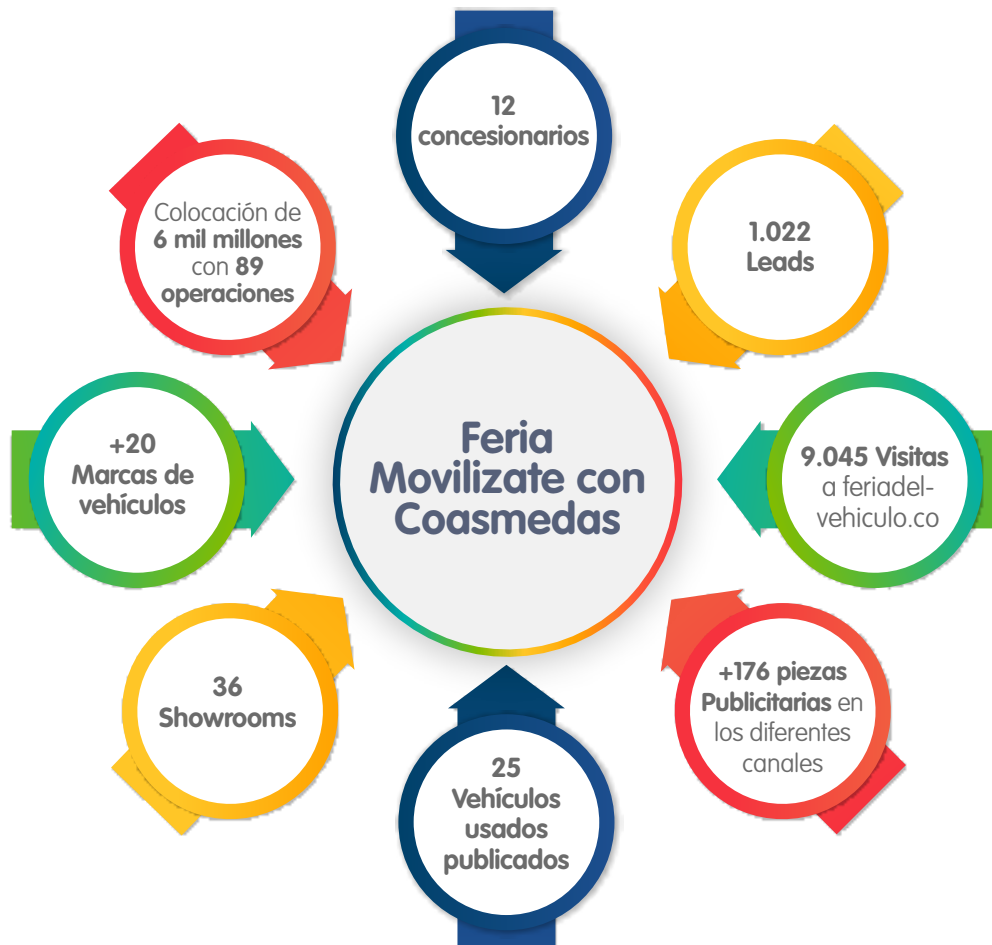 12
concesionarios
Colocación de
6 mil millones
con 89
operaciones
1.022
Leads
+20
Marcas de
vehículos
Feria
Movilizate con
Coasmedas
9.045 Visitas
a feriadel-
vehiculo.co
36
Showrooms
+176 piezas
Publicitarias en
los diferentes
canales
25
Vehículos
usados
publicados